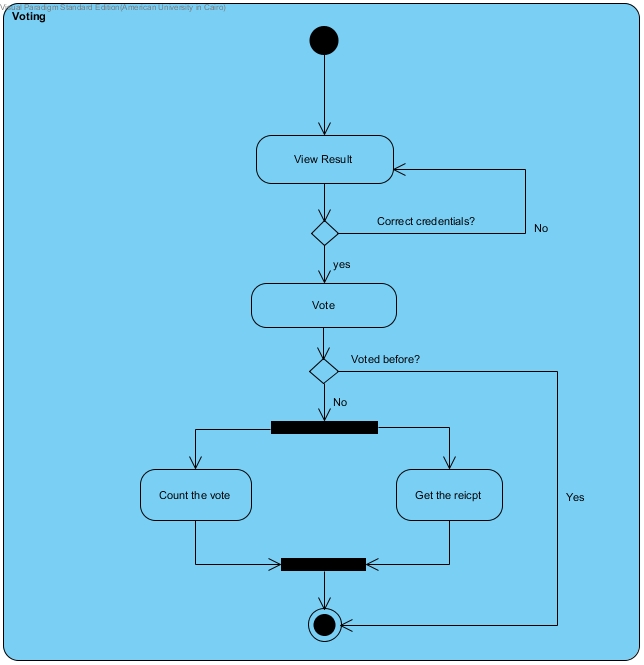 Visual Paradigm Standard Edition(American University in Cairo)
Voting
View Result
Correct credentials?
No
yes
Vote
Voted before?
No
Count the vote
Get the reicpt
Yes